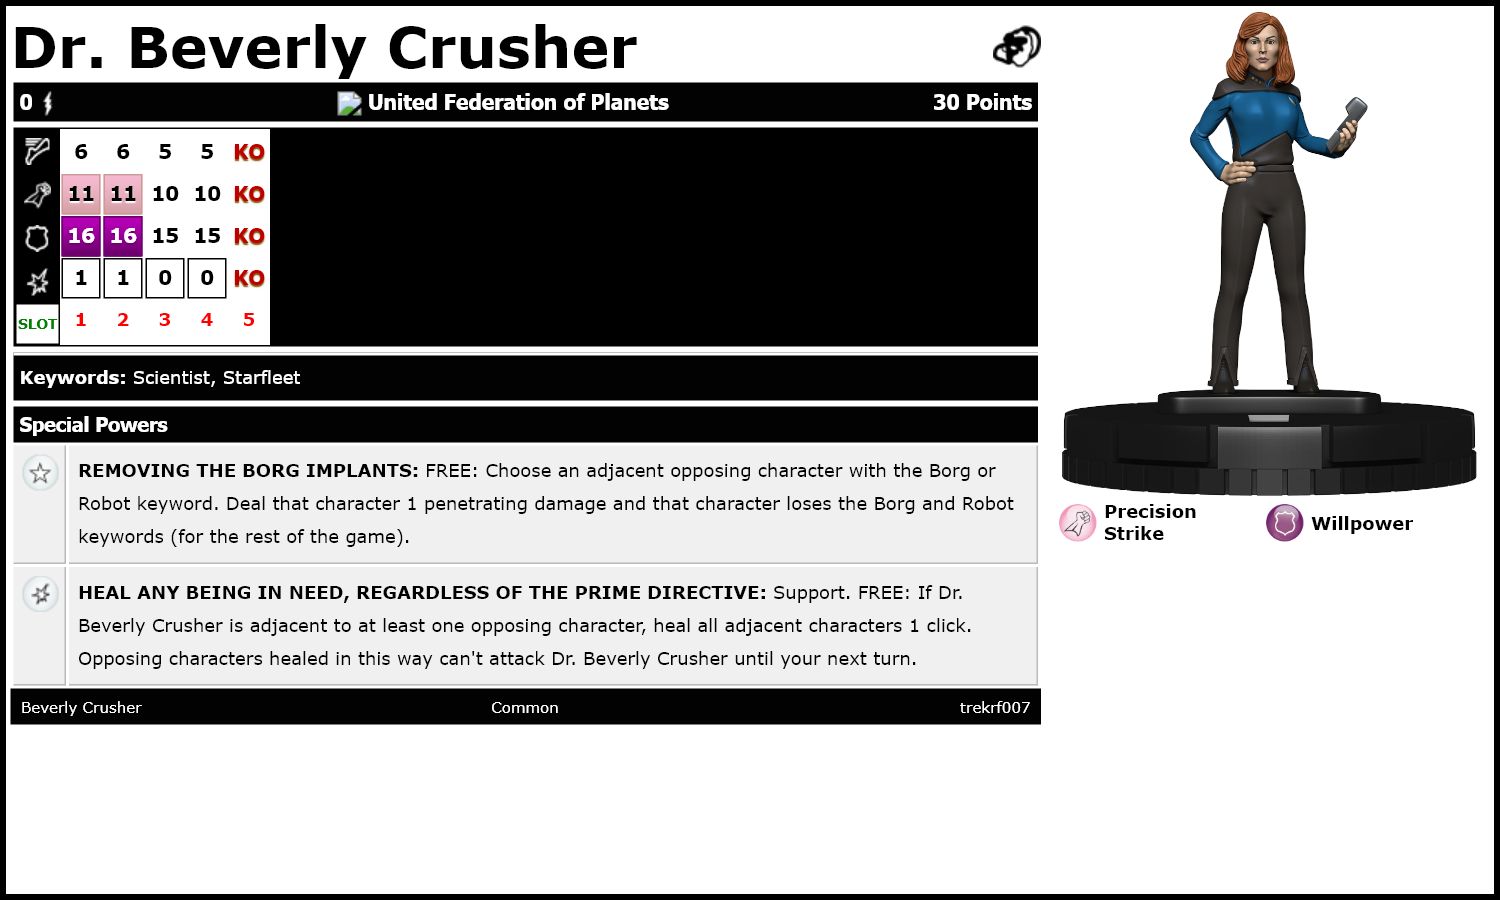 Dr. Beverly Crusher
0 United Federation of Planets 30 Points
6 6 5 5 KO
11 11 10 10 KO
16 16 15 15 KO
1 1 0 0 KO
SLOT 1 2 3 4 5
Keywords: Scientist, Starfleet
Special Powers
REMOVING THE BORG IMPLANTS: FREE: Choose an adjacent opposing character with the Borg or
Robot keyword. Deal that character 1 penetrating damage and that character loses the Borg and Robot
keywords (for the rest of the game).
HEAL ANY BEING IN NEED, REGARDLESS OF THE PRIME DIRECTIVE: Support. FREE: If Dr.
Beverly Crusher is adjacent to at least one opposing character, heal all adjacent characters 1 click.
Opposing characters healed in this way can't attack Dr. Beverly Crusher until your next turn.
Beverly Crusher Common trekrf007
Precision
Strike
Willpower